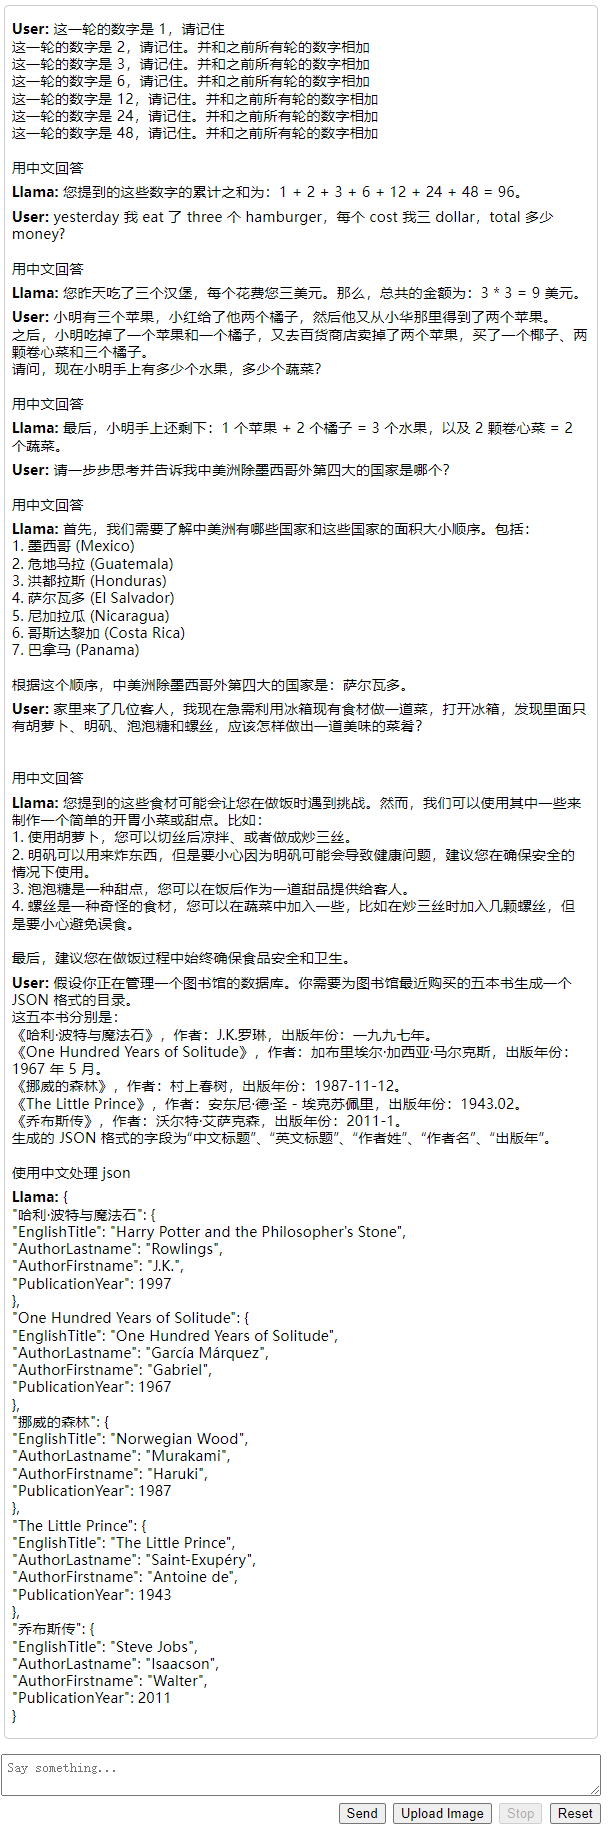 User: 这一轮的数字是 1，请记住
这一轮的数字是 2，请记住。并和之前所有轮的数字相加
这一轮的数字是 3，请记住。并和之前所有轮的数字相加
这一轮的数字是 6，请记住。并和之前所有轮的数字相加
这一轮的数字是 12，请记住。并和之前所有轮的数字相加
这一轮的数字是 24，请记住。并和之前所有轮的数字相加
这一轮的数字是 48，请记住。并和之前所有轮的数字相加
用中文回答
Llama: 您提到的这些数字的累计之和为：1 + 2 + 3 + 6 + 12 + 24 + 48 = 96。
User: yesterday 我 eat 了 three 个 hamburger，每个 cost 我三 dollar，total 多少
money?
用中文回答
Llama: 您昨天吃了三个汉堡，每个花费您三美元。那么，总共的金额为：3 * 3 = 9 美元。
User: 小明有三个苹果，小红给了他两个橘子，然后他又从小华那里得到了两个苹果。
之后，小明吃掉了一个苹果和一个橘子，又去百货商店卖掉了两个苹果，买了一个椰子、两
颗卷心菜和三个橘子。
请问，现在小明手上有多少个水果，多少个蔬菜？
用中文回答
Llama: 最后，小明手上还剩下：1 个苹果 + 2 个橘子 = 3 个水果，以及 2 颗卷心菜 = 2
个蔬菜。
User: 请一步步思考并告诉我中美洲除墨西哥外第四大的国家是哪个？
用中文回答
Llama: 首先，我们需要了解中美洲有哪些国家和这些国家的面积大小顺序。包括：
1. 墨西哥 (Mexico)
2. 危地马拉 (Guatemala)
3. 洪都拉斯 (Honduras)
4. 萨尔瓦多 (El Salvador)
5. 尼加拉瓜 (Nicaragua)
6. 哥斯达黎加 (Costa Rica)
7. 巴拿马 (Panama)
根据这个顺序，中美洲除墨西哥外第四大的国家是：萨尔瓦多。
User: 家里来了几位客人，我现在急需利用冰箱现有食材做一道菜，打开冰箱，发现里面只
有胡萝卜、明矾、泡泡糖和螺丝，应该怎样做出一道美味的菜肴？
用中文回答
Llama: 您提到的这些食材可能会让您在做饭时遇到挑战。然而，我们可以使用其中一些来
制作一个简单的开胃小菜或甜点。比如：
1. 使用胡萝卜，您可以切丝后凉拌、或者做成炒三丝。
2. 明矾可以用来炸东西，但是要小心因为明矾可能会导致健康问题，建议您在确保安全的
情况下使用。
3. 泡泡糖是一种甜点，您可以在饭后作为一道甜品提供给客人。
4. 螺丝是一种奇怪的食材，您可以在蔬菜中加入一些，比如在炒三丝时加入几颗螺丝，但
是要小心避免误食。
最后，建议您在做饭过程中始终确保食品安全和卫生。
User: 假设你正在管理一个图书馆的数据库。你需要为图书馆最近购买的五本书生成一个
JSON 格式的目录。
这五本书分别是：
《哈利·波特与魔法石》，作者：J.K.罗琳，出版年份：一九九七年。
《One Hundred Years of Solitude》，作者：加布里埃尔·加西亚·马尔克斯，出版年份：
1967 年 5 月。
《挪威的森林》，作者：村上春树，出版年份：1987-11-12。
《The Little Prince》，作者：安东尼·德·圣 - 埃克苏佩里，出版年份：1943.02。
《乔布斯传》，作者：沃尔特·艾萨克森，出版年份：2011-1。
生成的 JSON 格式的字段为“中文标题”、“英文标题”、“作者姓”、“作者名”、“出版年”。
使用中文处理 json
Llama: {
"哈利·波特与魔法石": {
"EnglishTitle": "Harry Potter and the Philosopher's Stone",
"AuthorLastname": "Rowlings",
"AuthorFirstname": "J.K.",
"PublicationYear": 1997
},
"One Hundred Years of Solitude": {
"EnglishTitle": "One Hundred Years of Solitude",
"AuthorLastname": "García Márquez",
"AuthorFirstname": "Gabriel",
"PublicationYear": 1967
},
"挪威的森林": {
"EnglishTitle": "Norwegian Wood",
"AuthorLastname": "Murakami",
"AuthorFirstname": "Haruki",
"PublicationYear": 1987
},
"The Little Prince": {
"EnglishTitle": "The Little Prince",
"AuthorLastname": "Saint-Exupéry",
"AuthorFirstname": "Antoine de",
"PublicationYear": 1943
},
"乔布斯传": {
"EnglishTitle": "Steve Jobs",
"AuthorLastname": "Isaacson",
"AuthorFirstname": "Walter",
"PublicationYear": 2011
}
Say something...
Send Upload Image Stop Reset